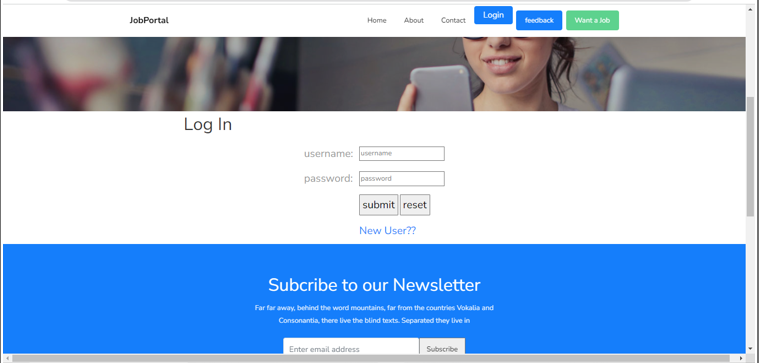 JobPortal Home About Contact Login feedback Want a Job
Log In
username: username
password: password
submit reset
New User??
Subcribe to our Newsletter
Far far away, behind the word mountains, far from the countries Vokalia and
Consonantia, there live the blind texts. Separated they live in
Enter email address Subscribe